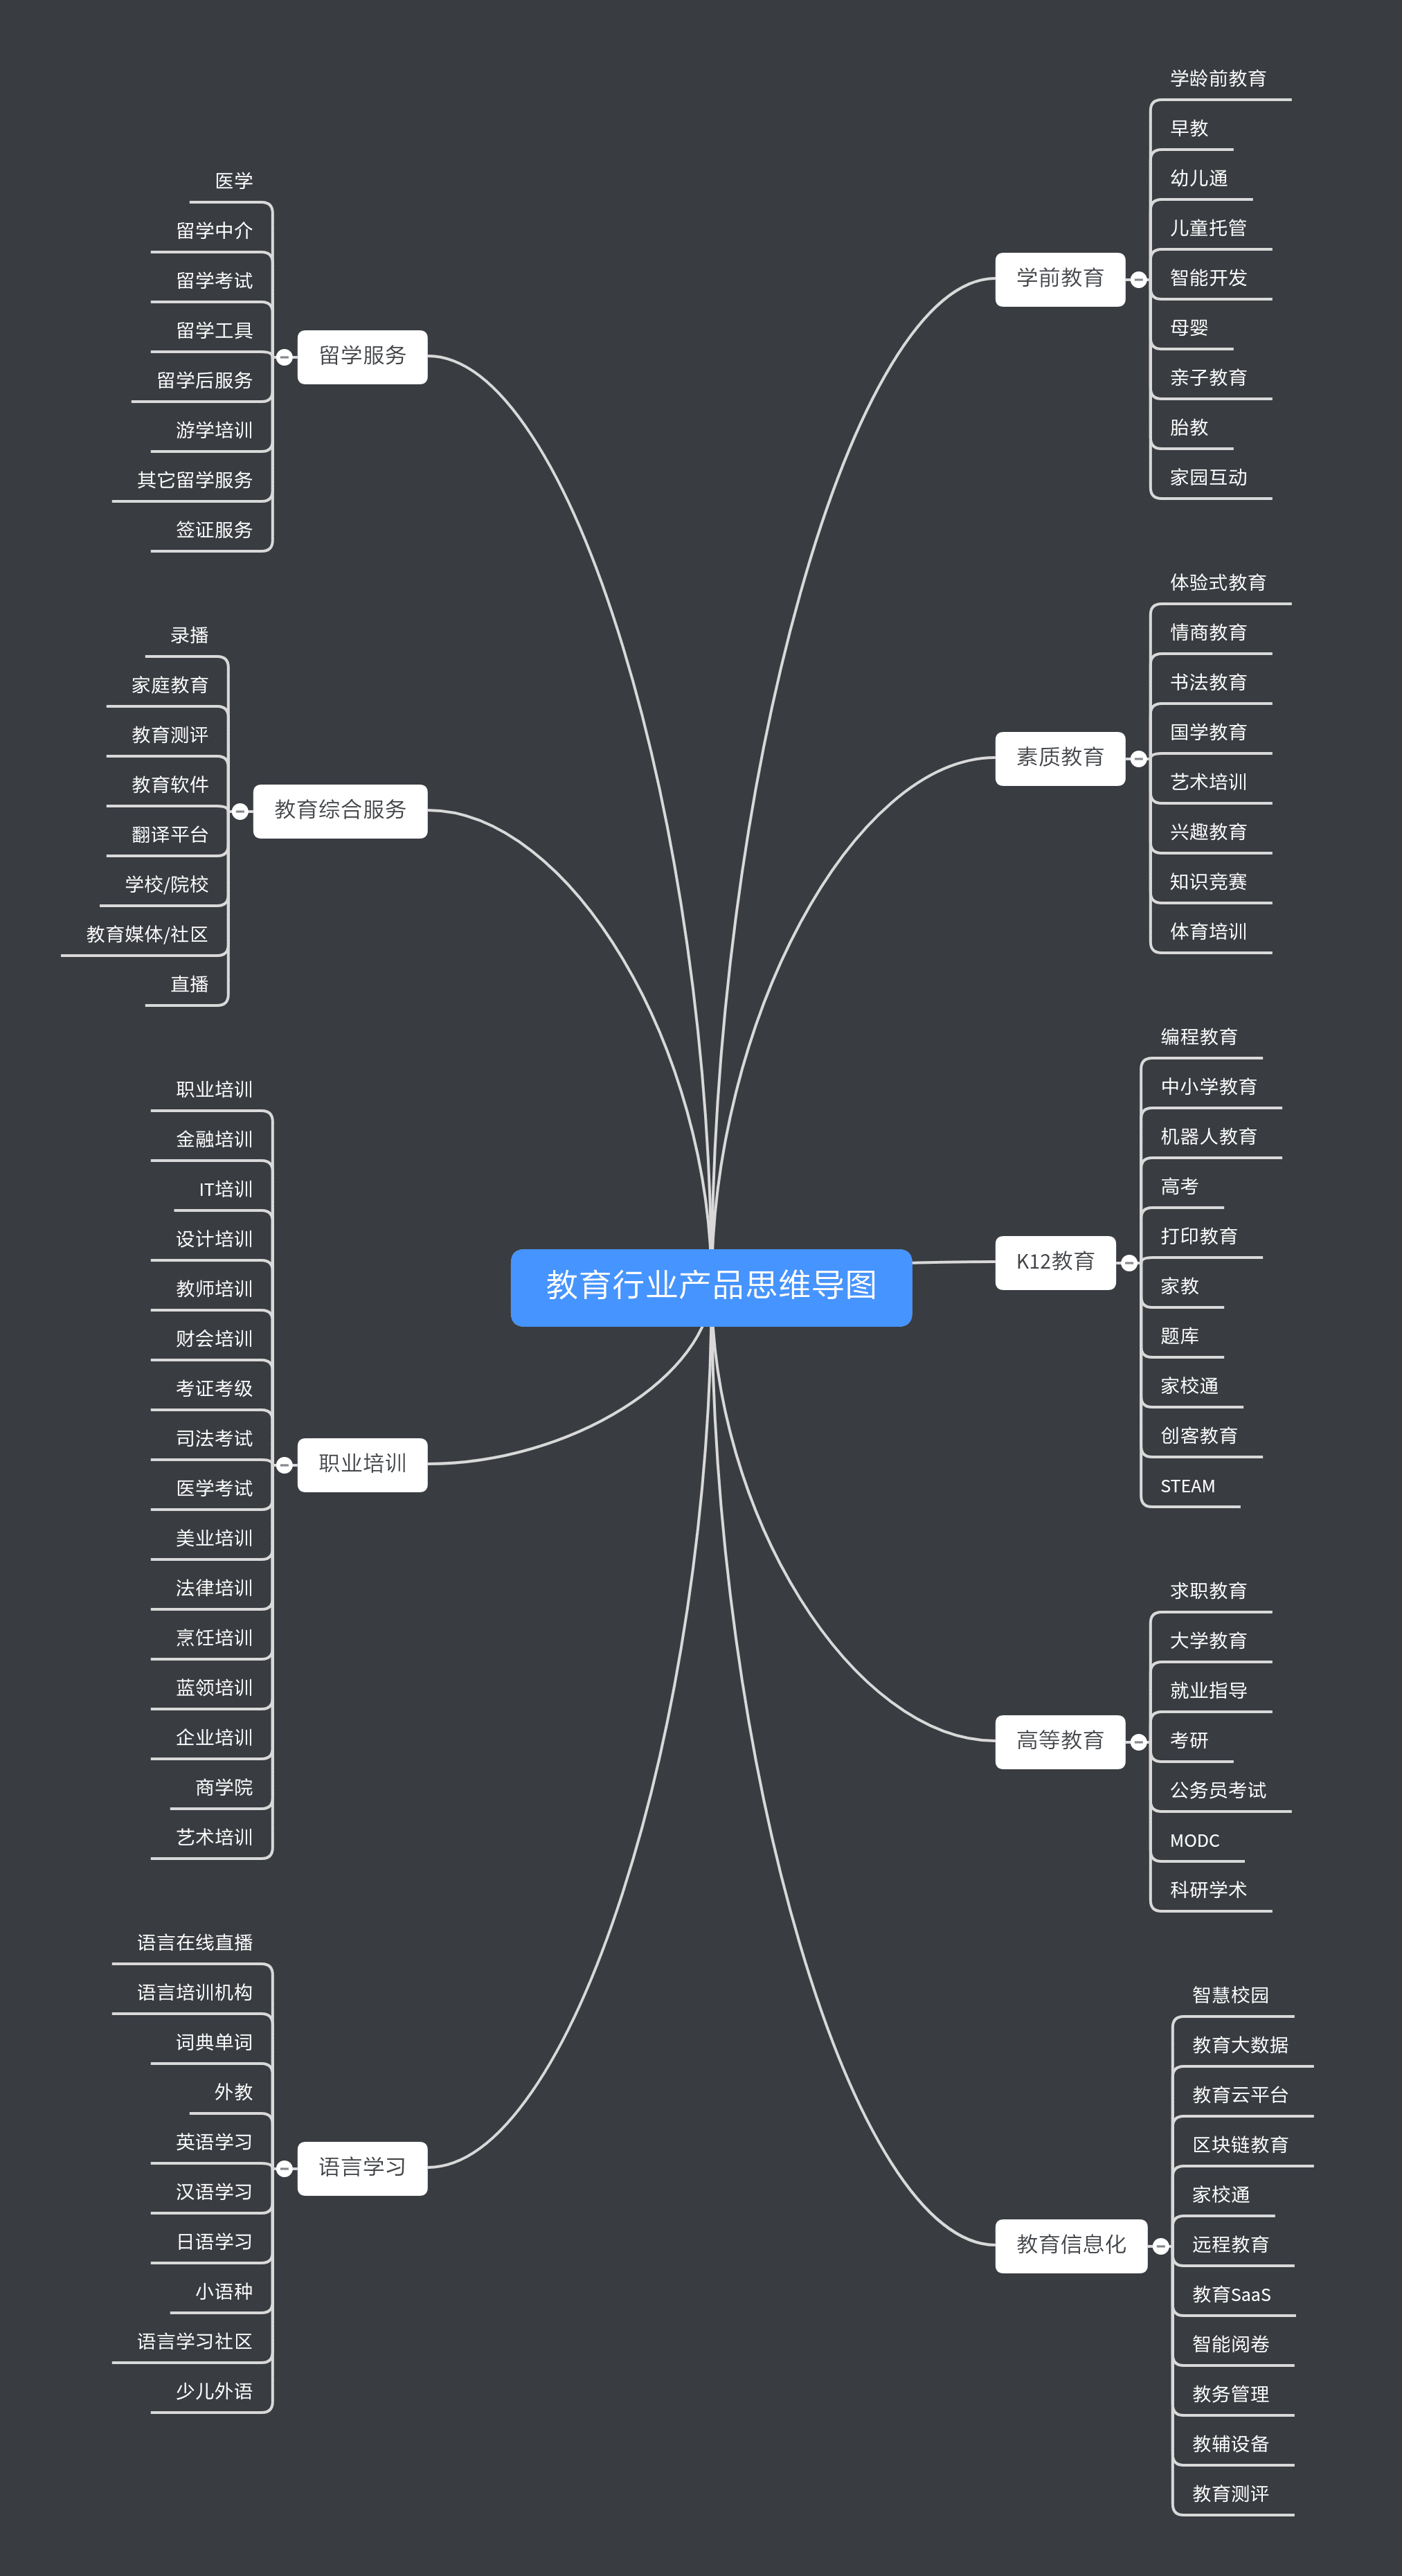 教育行业产品思维导图
学前教育
学龄前教育
早教
幼儿通
儿童托管
智能开发
母婴
亲子教育
胎教
家园互动
素质教育
体验式教育
情商教育
书法教育
国学教育
艺术培训
兴趣教育
知识竞赛
体育培训
K12教育
编程教育
中小学教育
机器人教育
高考
打印教育
家教
题库
家校通
创客教育
STEAM
高等教育
求职教育
大学教育
就业指导
考研
公务员考试
MODC
科研学术
教育信息化
智慧校园
教育大数据
教育云平台
区块链教育
家校通
远程教育
教育SaaS
智能阅卷
教务管理
教辅设备
教育测评
留学服务
医学
留学中介
留学考试
留学工具
留学后服务
游学培训
其它留学服务
签证服务
教育综合服务
录播
家庭教育
教育测评
教育软件
翻译平台
学校/院校
教育媒体/社区
直播
职业培训
职业培训
金融培训
IT培训
设计培训
教师培训
财会培训
考证考级
司法考试
医学考试
美业培训
法律培训
烹饪培训
蓝领培训
企业培训
商学院
艺术培训
语言学习
语言在线直播
语言培训机构
词典单词
外教
英语学习
汉语学习
日语学习
小语种
语言学习社区
少儿外语